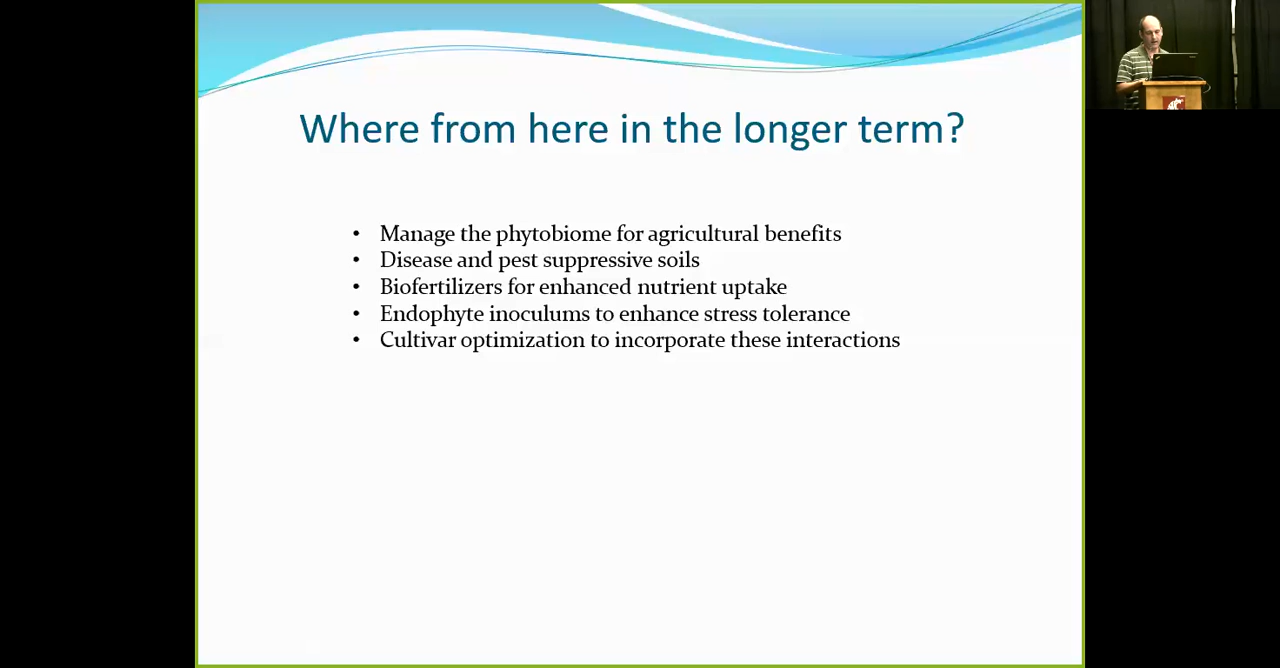 Where from here in the longer term?
• Manage the phytobiome for agricultural benefits
• Disease and pest suppressive soils
• Biofertilizers for enhanced nutrient uptake
• Endophyte inoculums to enhance stress tolerance
• Cultivar optimization to incorporate these interactions